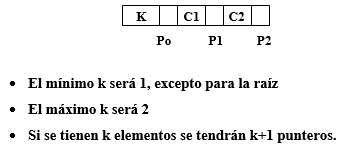 K C1 C2
Po P1 P2
• El mínimo k será 1, excepto para la raíz
• El máximo k será 2
• Si se tienen k elementos se tendrán k+1 punteros.